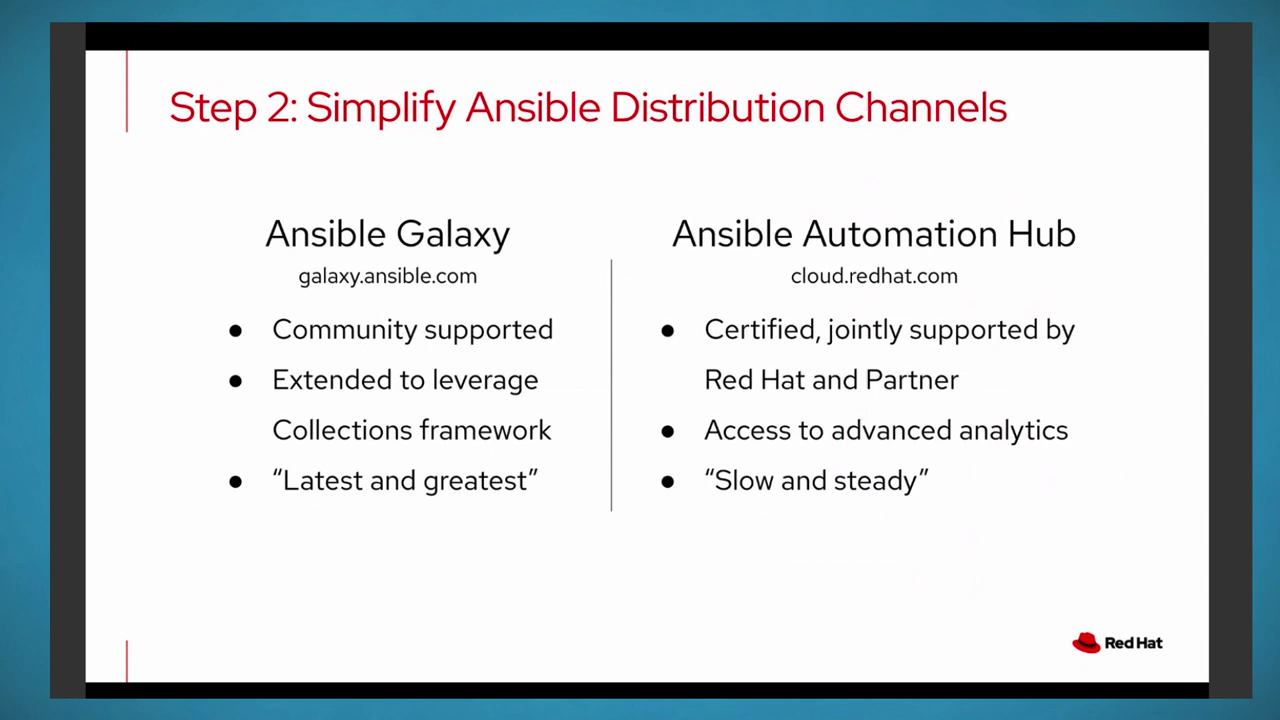 Step 2: Simplify Ansible Distribution Channels
Ansible Galaxy
galaxy.ansible.com
● Community supported
● Extended to leverage
Collections framework
● “Latest and greatest”
Ansible Automation Hub
cloud.redhat.com
● Certified, jointly supported by
Red Hat and Partner
● Access to advanced analytics
● “Slow and steady”
Red Hat